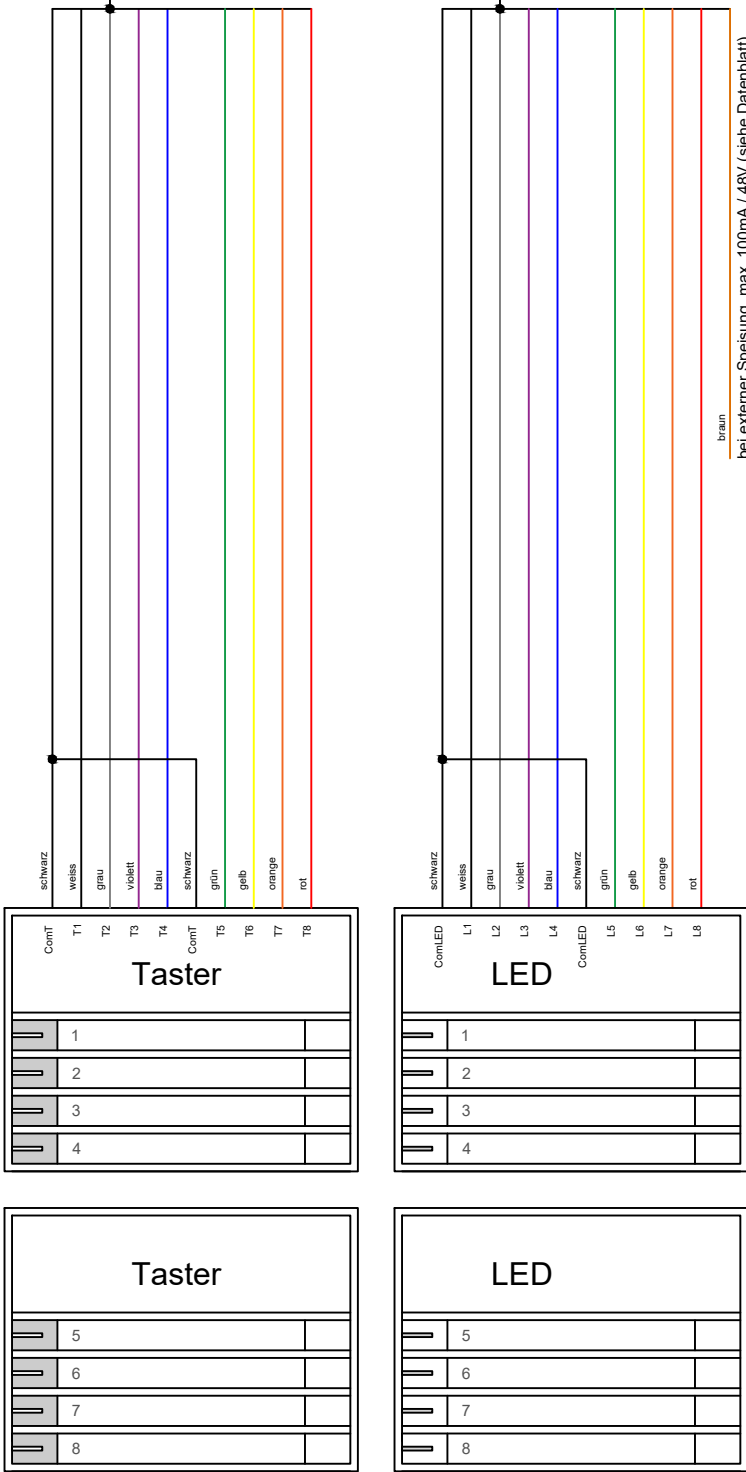 bei externer Speisung max. 100mA / 48V (siehe Datenblatt)
braun
schwarz
weiss
grau
violett
blau
schwarz
grün
gelb
orange
rot
schwarz
weiss
grau
violett
blau
schwarz
grün
gelb
orange
rot
ComT
T1
T2
T3
T4
ComT
T5
T6
T7
T8
ComLED
L1
L2
L3
L4
ComLED
L5
L6
L7
L8
Taster
LED
1
2
3
4
1
2
3
4
Taster
LED
5
6
7
8
5
6
7
8